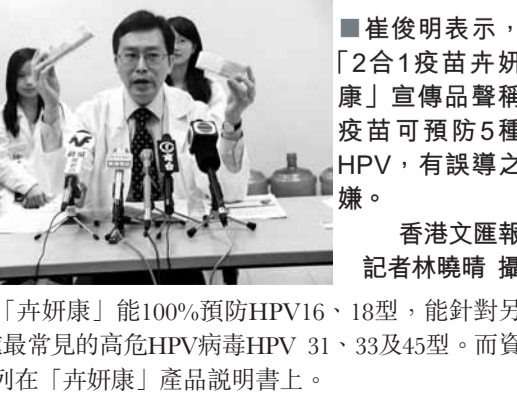 ■崔俊明表示，
「2合1疫苗卉妍
康」宣傳品聲稱
疫苗可預防5種
HPV，有誤導之
嫌。
香港文匯報
記者林曉晴 攝
「卉妍康」能100%預防HPV16、18型，能針對另
最常見的高危HPV病毒HPV 31、33及45型。而資
列在「卉妍康」產品說明書上。